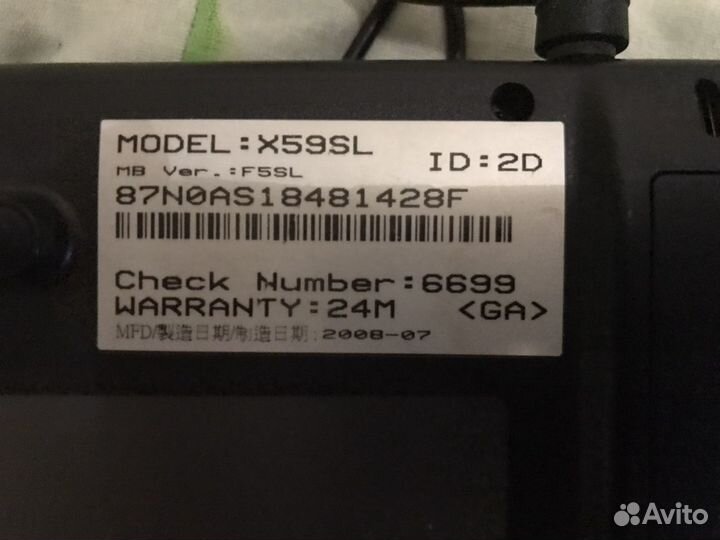 MODEL:X59SL ID:2D
MB Ver.:F5SL
87N0AS18481428F
Check Number:6699
WARRANTY:24M <GA>
MFD/製造日期/制造日期:2008-07
Avito